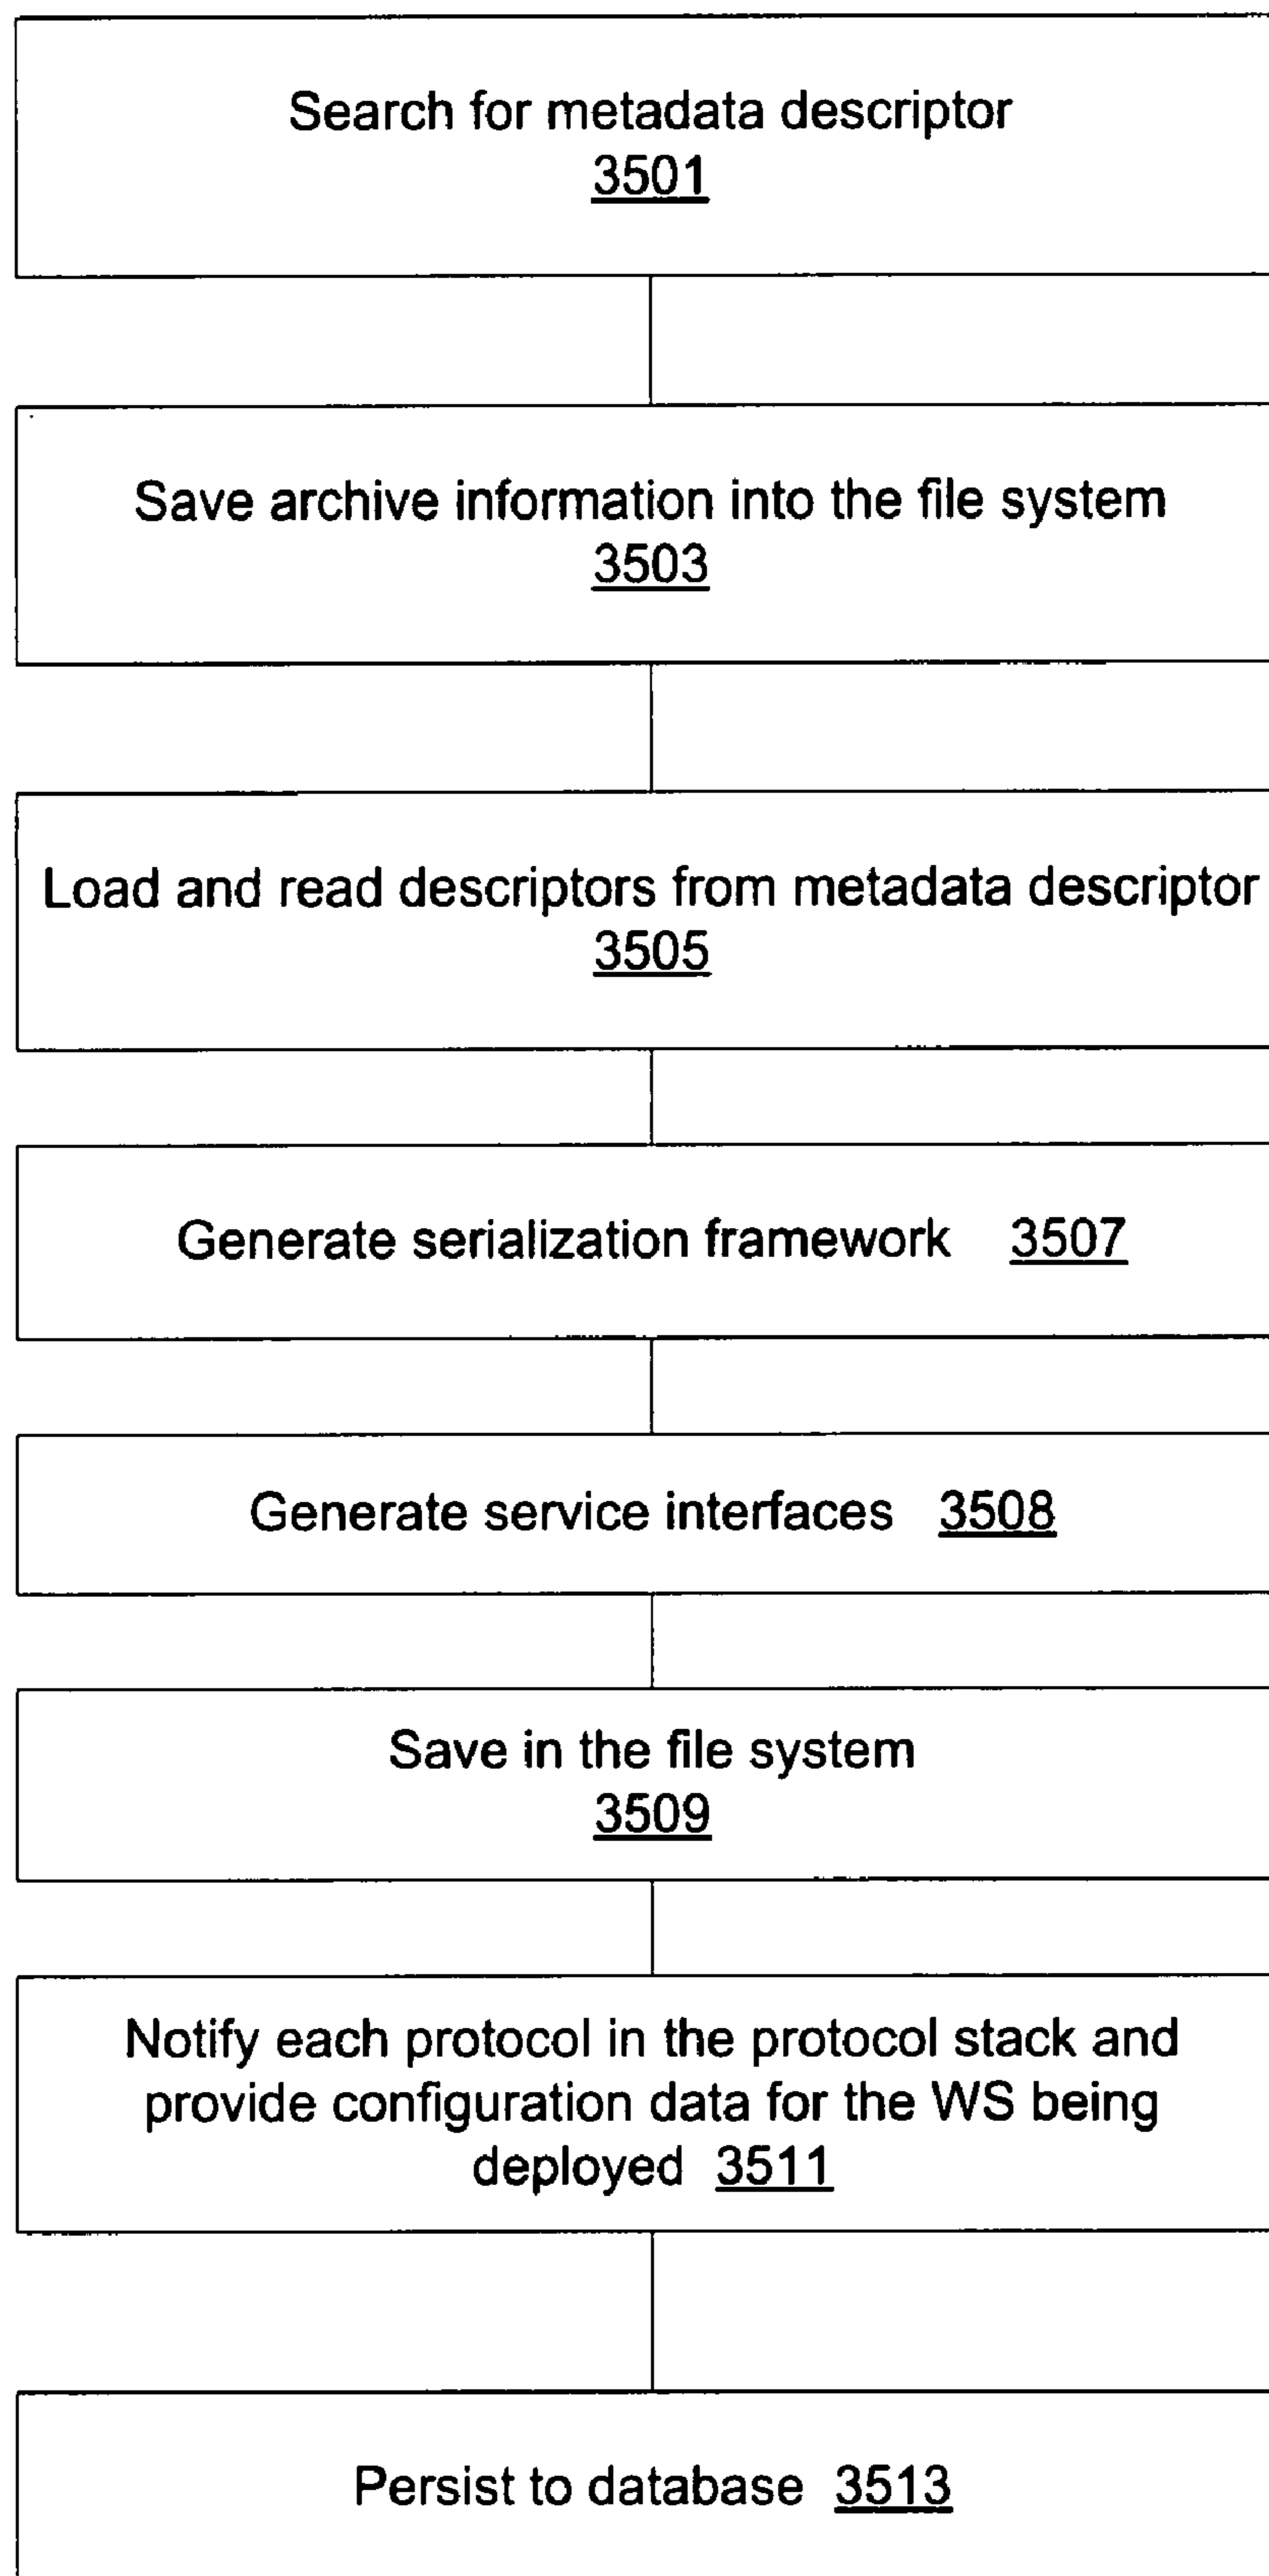 Search for metadata descriptor
3501
Save archive information into the file system
3503
Load and read descriptors from metadata descriptor
3505
Generate serialization framework 3507
Generate service interfaces 3508
Save in the file system
3509
Notify each protocol in the protocol stack and
provide configuration data for the WS being
deployed 3511
Persist to database 3513